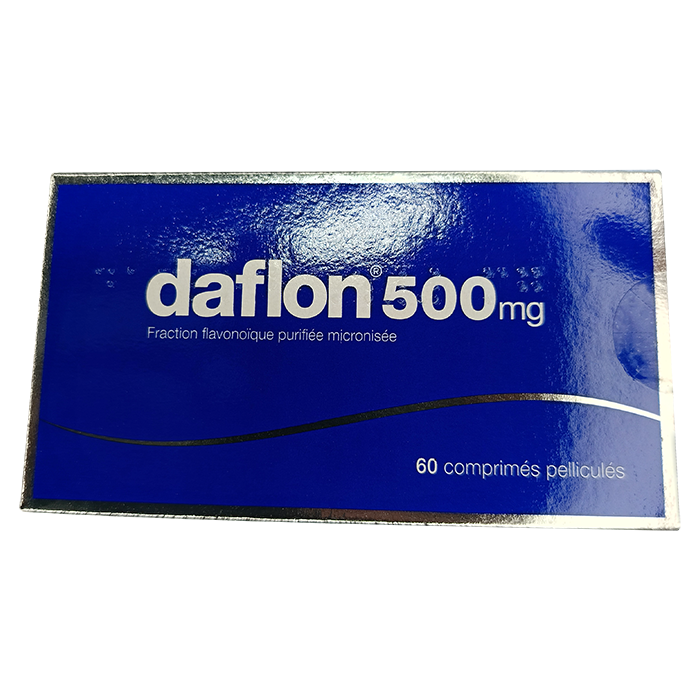 daflon® 500mg
Fraction flavonoïque purifiée micronisée
60 comprimés pelliculés